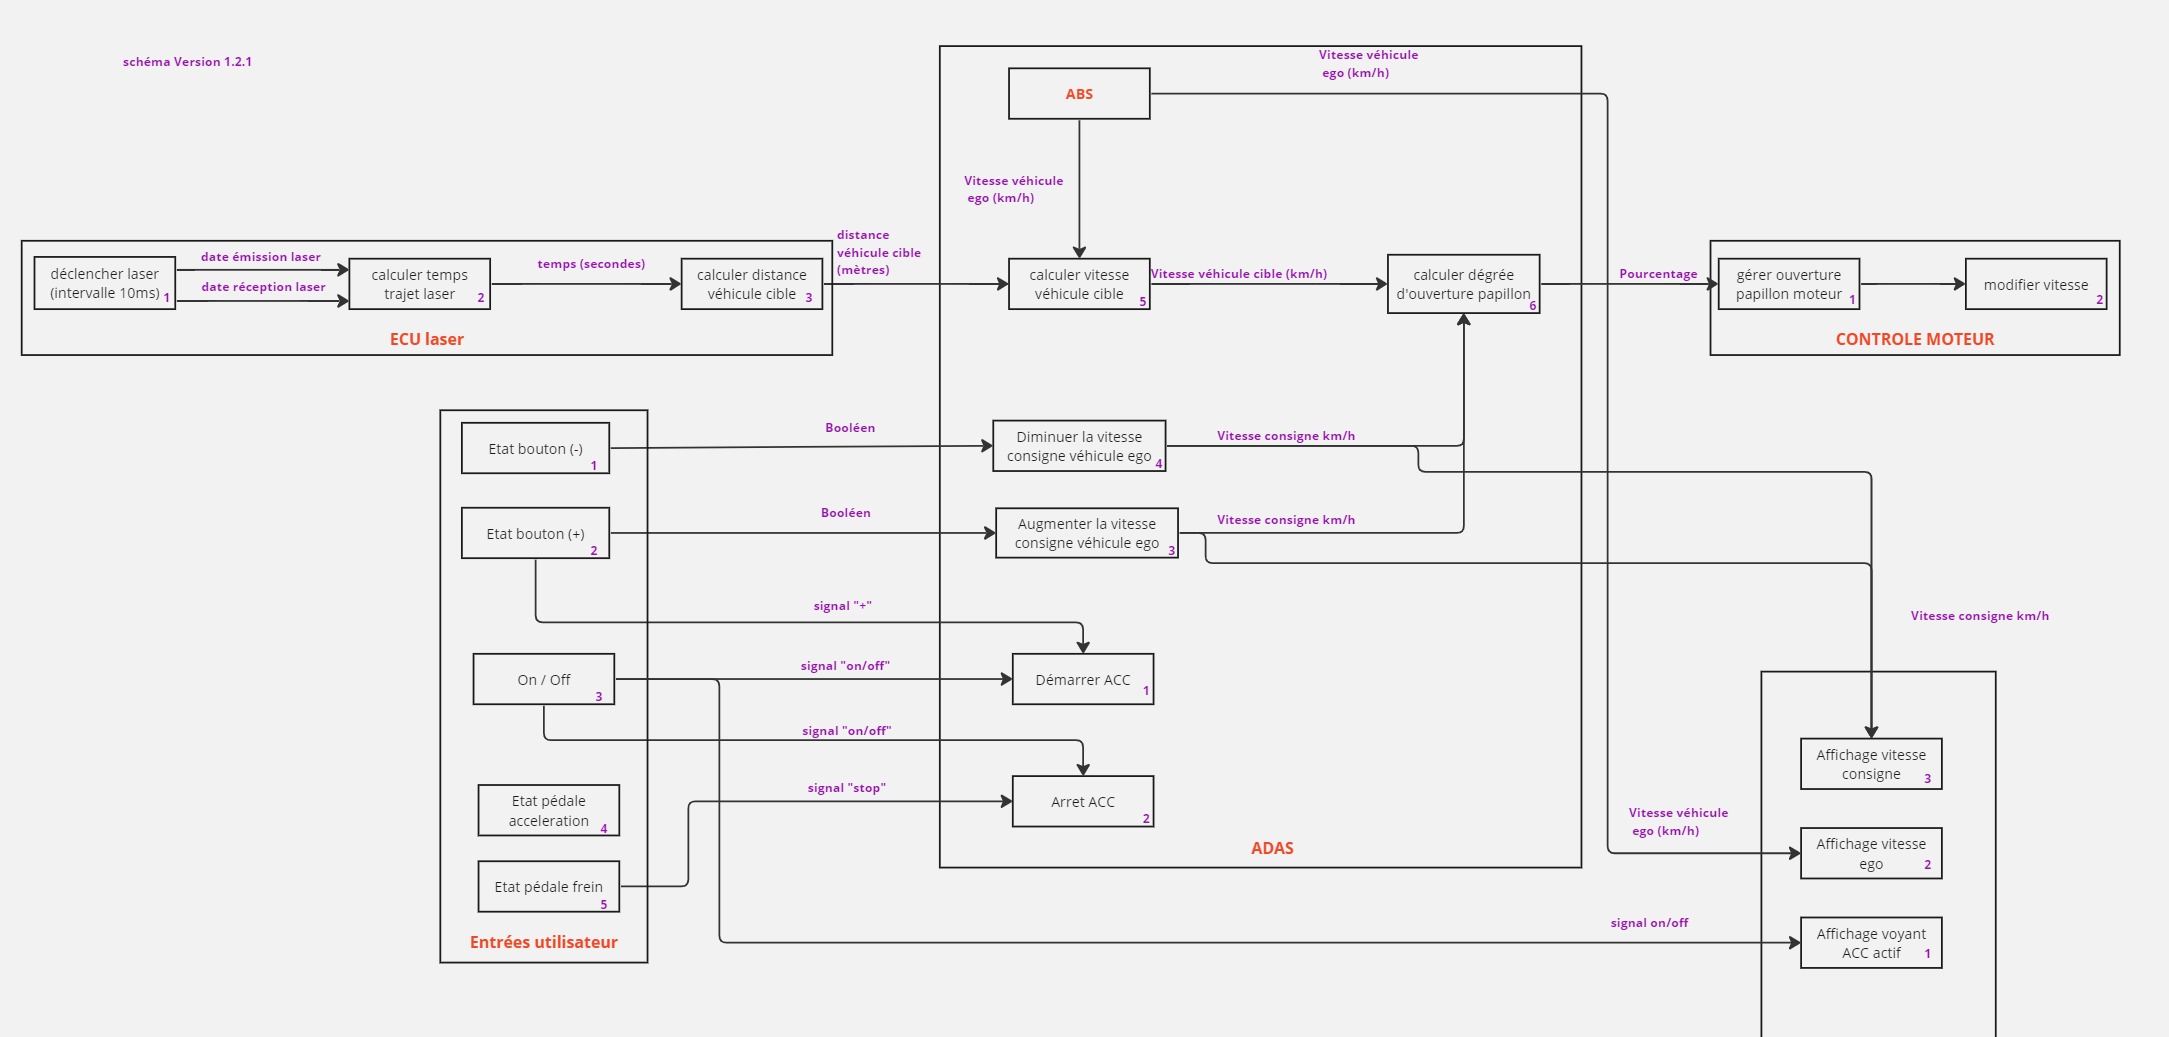 schéma Version 1.2.1
Vitesse véhicule
ego (km/h)
ABS
Vitesse véhicule
ego (km/h)
déclencher laser
(intervalle 10ms)
1
date émission laser
date réception laser
calculer temps
trajet laser
2
temps (secondes)
calculer distance
véhicule cible
3
ECU laser
distance
véhicule cible
(mètres)
calculer vitesse
véhicule cible
5
Vitesse véhicule cible (km/h)
calculer dégrée
d'ouverture papillon
6
Pourcentage
gérer ouverture
papillon moteur
1
modifier vitesse
2
CONTROLE MOTEUR
Etat bouton (-)
1
Booléen
Diminuer la vitesse
consigne véhicule ego
4
Vitesse consigne km/h
Etat bouton (+)
2
Booléen
Augmenter la vitesse
consigne véhicule ego
3
Vitesse consigne km/h
signal "+"
Vitesse consigne km/h
On / Off
3
signal "on/off"
Démarrer ACC
1
signal "on/off"
Etat pédale
acceleration
4
signal "stop"
Arret ACC
2
ADAS
Etat pédale frein
5
Entrées utilisateur
Affichage vitesse
consigne
3
Vitesse véhicule
ego (km/h)
Affichage vitesse
ego
2
signal on/off
Affichage voyant
ACC actif
1